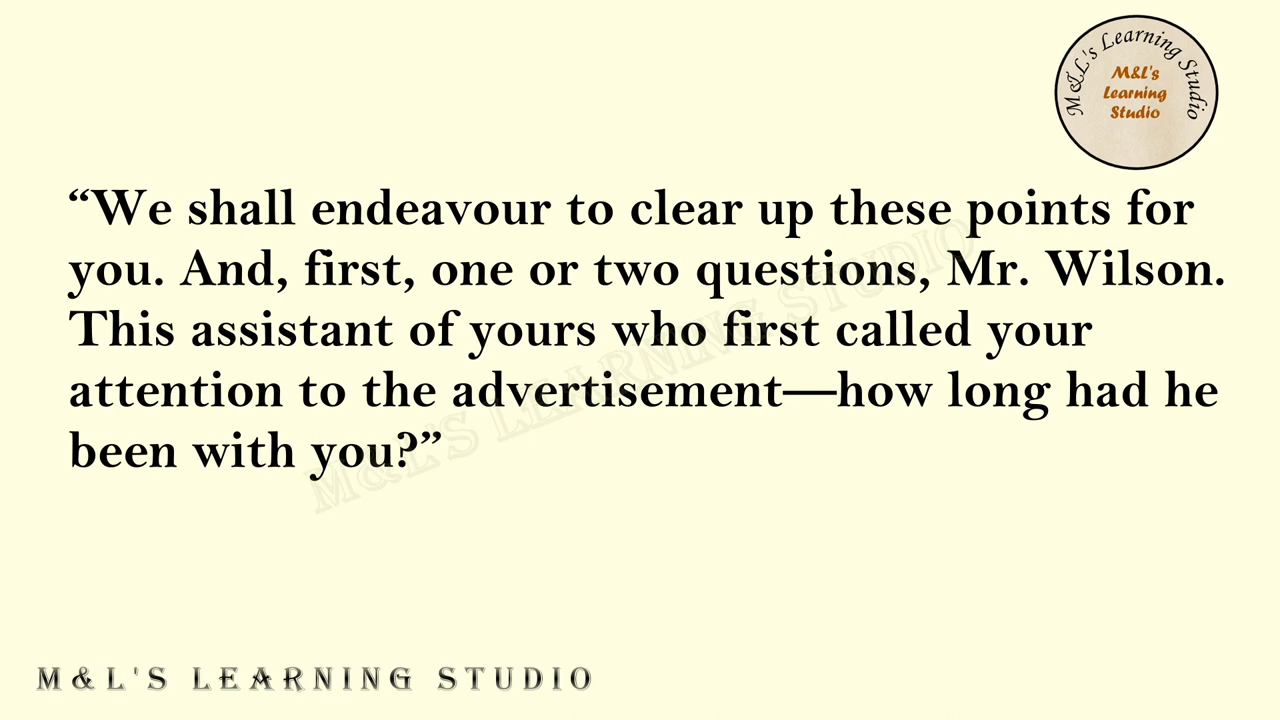 M&L's Learning Studio
M&L's
Learning
Studio
“We shall endeavour to clear up these points for
you. And, first, one or two questions, Mr. Wilson.
This assistant of yours who first called your
attention to the advertisement—how long had he
been with you?”
M&L'S LEARNING STUDIO
M&L'S LEARNING STUDIO